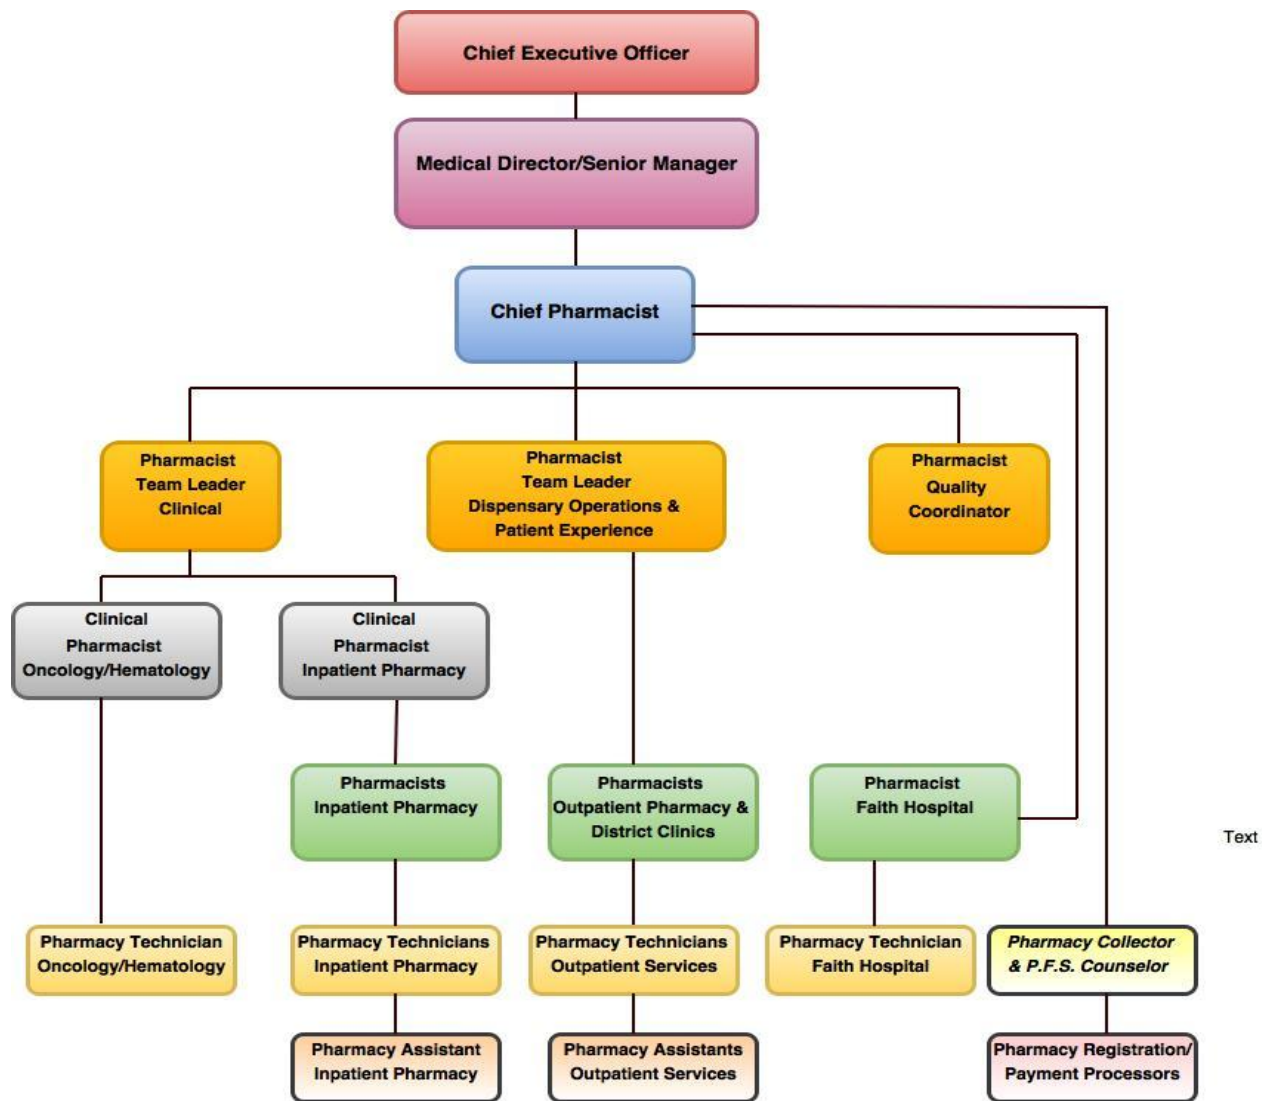 Chief Executive Officer
Medical Director/Senior Manager
Chief Pharmacist
Pharmacist
Team Leader
Clinical
Pharmacist
Team Leader
Dispensary Operations &
Patient Experience
Pharmacist
Quality
Coordinator
Clinical
Pharmacist
Oncology/Hematology
Clinical
Pharmacist
Inpatient Pharmacy
Pharmacists
Inpatient Pharmacy
Pharmacists
Outpatient Pharmacy &
District Clinics
Pharmacist
Faith Hospital
Text
Pharmacy Technician
Oncology/Hematology
Pharmacy Technicians
Inpatient Pharmacy
Pharmacy Technicians
Outpatient Services
Pharmacy Technician
Faith Hospital
Pharmacy Collector
& P.F.S. Counselor
Pharmacy Assistant
Inpatient Pharmacy
Pharmacy Assistants
Outpatient Services
Pharmacy Registration/
Payment Processors